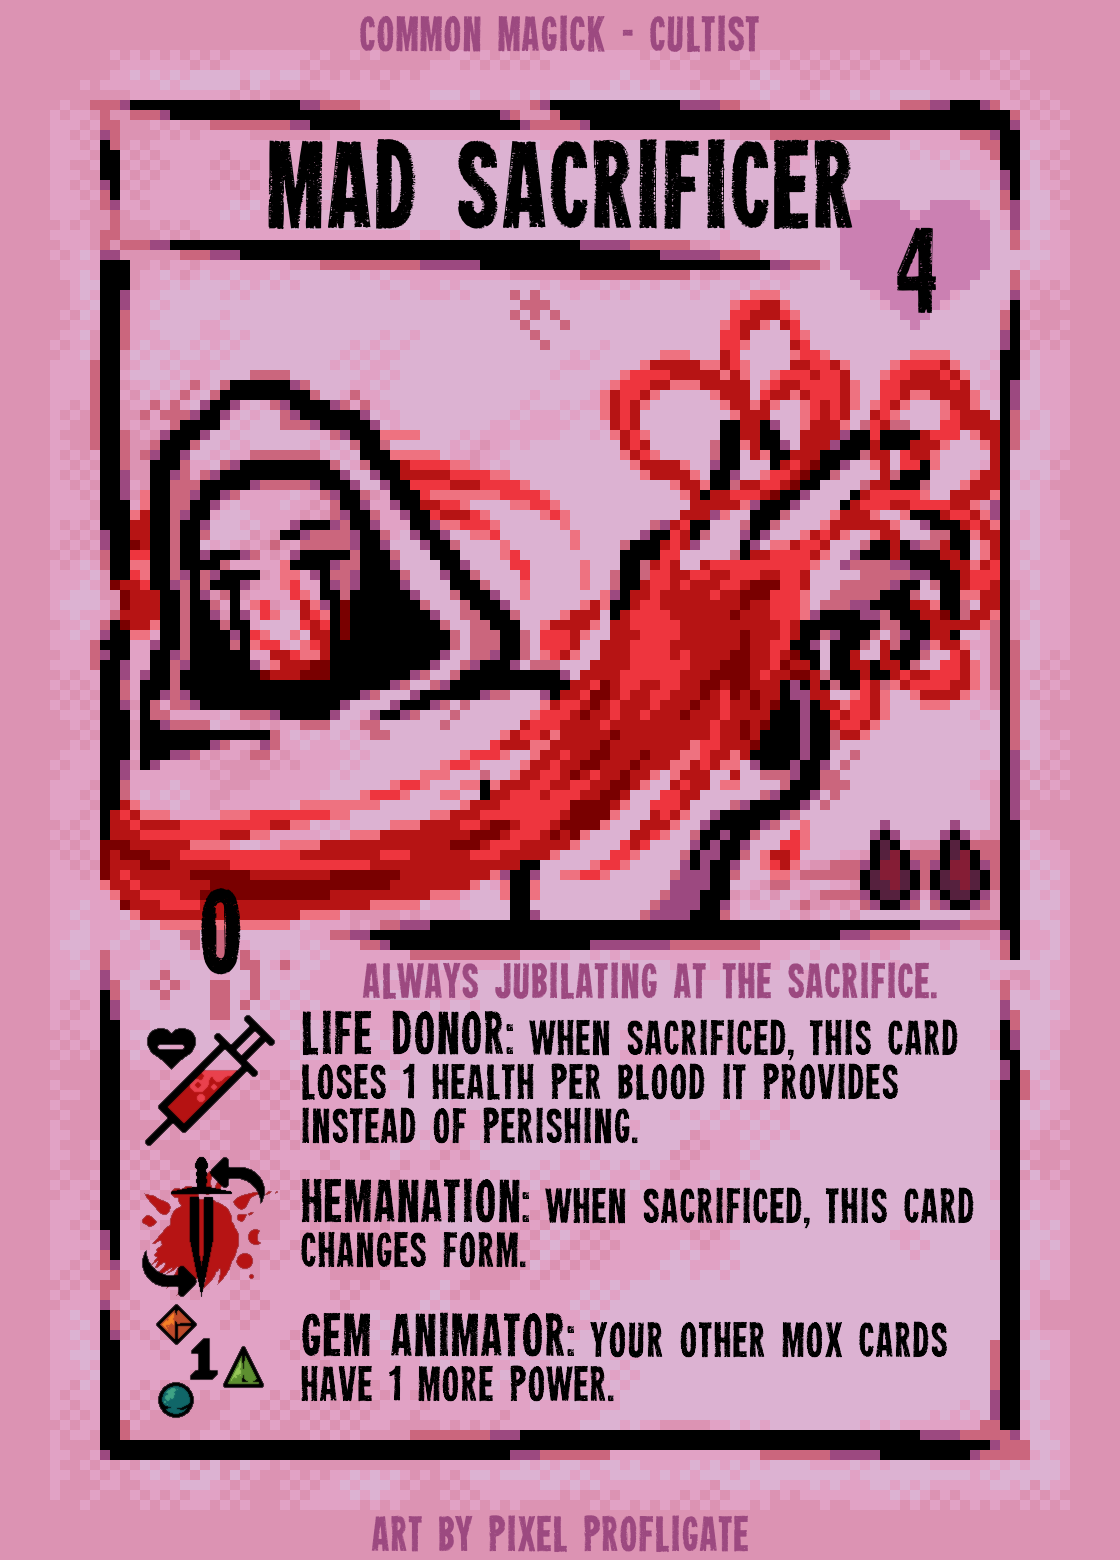 COMMON MAGICK - CULTIST
MAD SACRIFICER
4
0
ALWAYS JUBILATING AT THE SACRIFICE.
LIFE DONOR: WHEN SACRIFICED, THIS CARD
LOSES 1 HEALTH PER BLOOD IT PROVIDES
INSTEAD OF PERISHING.
HEMANATION: WHEN SACRIFICED, THIS CARD
CHANGES FORM.
1
GEM ANIMATOR: YOUR OTHER MOX CARDS
HAVE 1 MORE POWER.
ART BY PIXEL PROFLIGATE